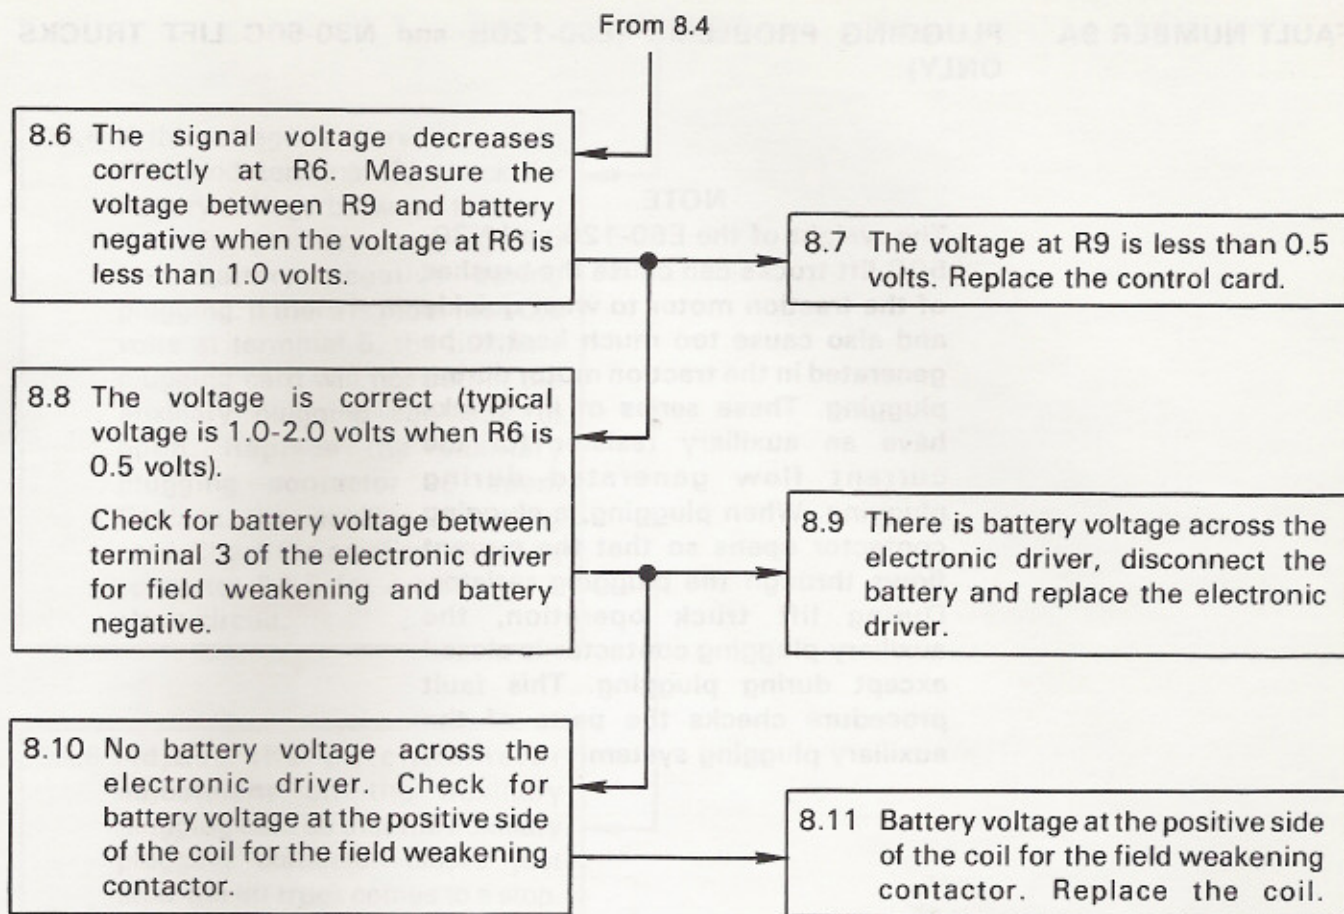 From 8.4
8.6 The signal voltage decreases
correctly at R6. Measure the
voltage between R9 and battery
negative when the voltage at R6 is
less than 1.0 volts.
8.7 The voltage at R9 is less than 0.5
volts. Replace the control card.
8.8 The voltage is correct (typical
voltage is 1.0-2.0 volts when R6 is
0.5 volts).
Check for battery voltage between
terminal 3 of the electronic driver
for field weakening and battery
negative.
8.9 There is battery voltage across the
electronic driver, disconnect the
battery and replace the electronic
driver.
8.10 No battery voltage across the
electronic driver. Check for
battery voltage at the positive side
of the coil for the field weakening
contactor.
8.11 Battery voltage at the positive side
of the coil for the field weakening
contactor. Replace the coil.